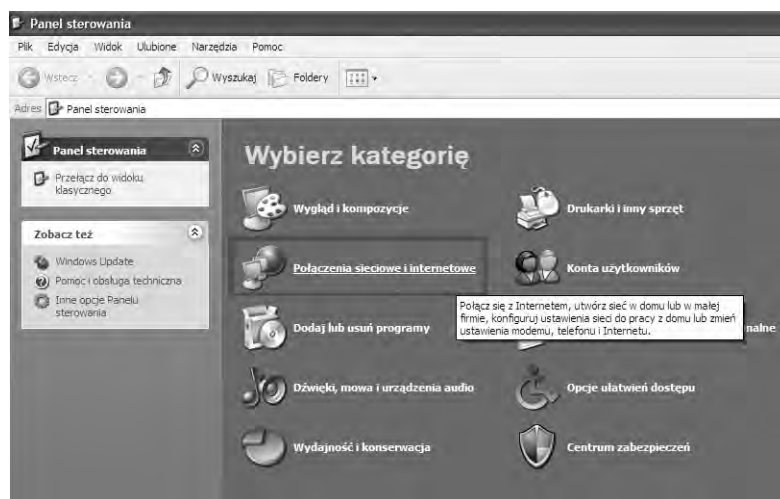 Panel sterowania
Plik Edycja Widok Ulubione Narzędzia Pomoc
Wstecz Wyszukaj Foldery
Adres Panel sterowania
Panel sterowania
Przełącz do widoku
klasycznego
Zobacz też
Windows Update
Pomoc i obsługa techniczna
Inne opcje Panelu
sterowania
Wybierz kategorię
Wygląd i kompozycje
Drukarki i inny sprzęt
Połączenia sieciowe i internetowe
Konta użytkowników
Połącz się z Internetem, utwórz sieć w domu lub w małej
firmie, konfiguruj ustawienia sieci do pracy z domu lub zmień
ustawienia modemu, telefonu i Internetu.
Dodaj lub usuń programy
nalne
Dźwięki, mowa i urządzenia audio
Opcje ułatwień dostępu
Wydajność i konserwacja
Centrum zabezpieczeń